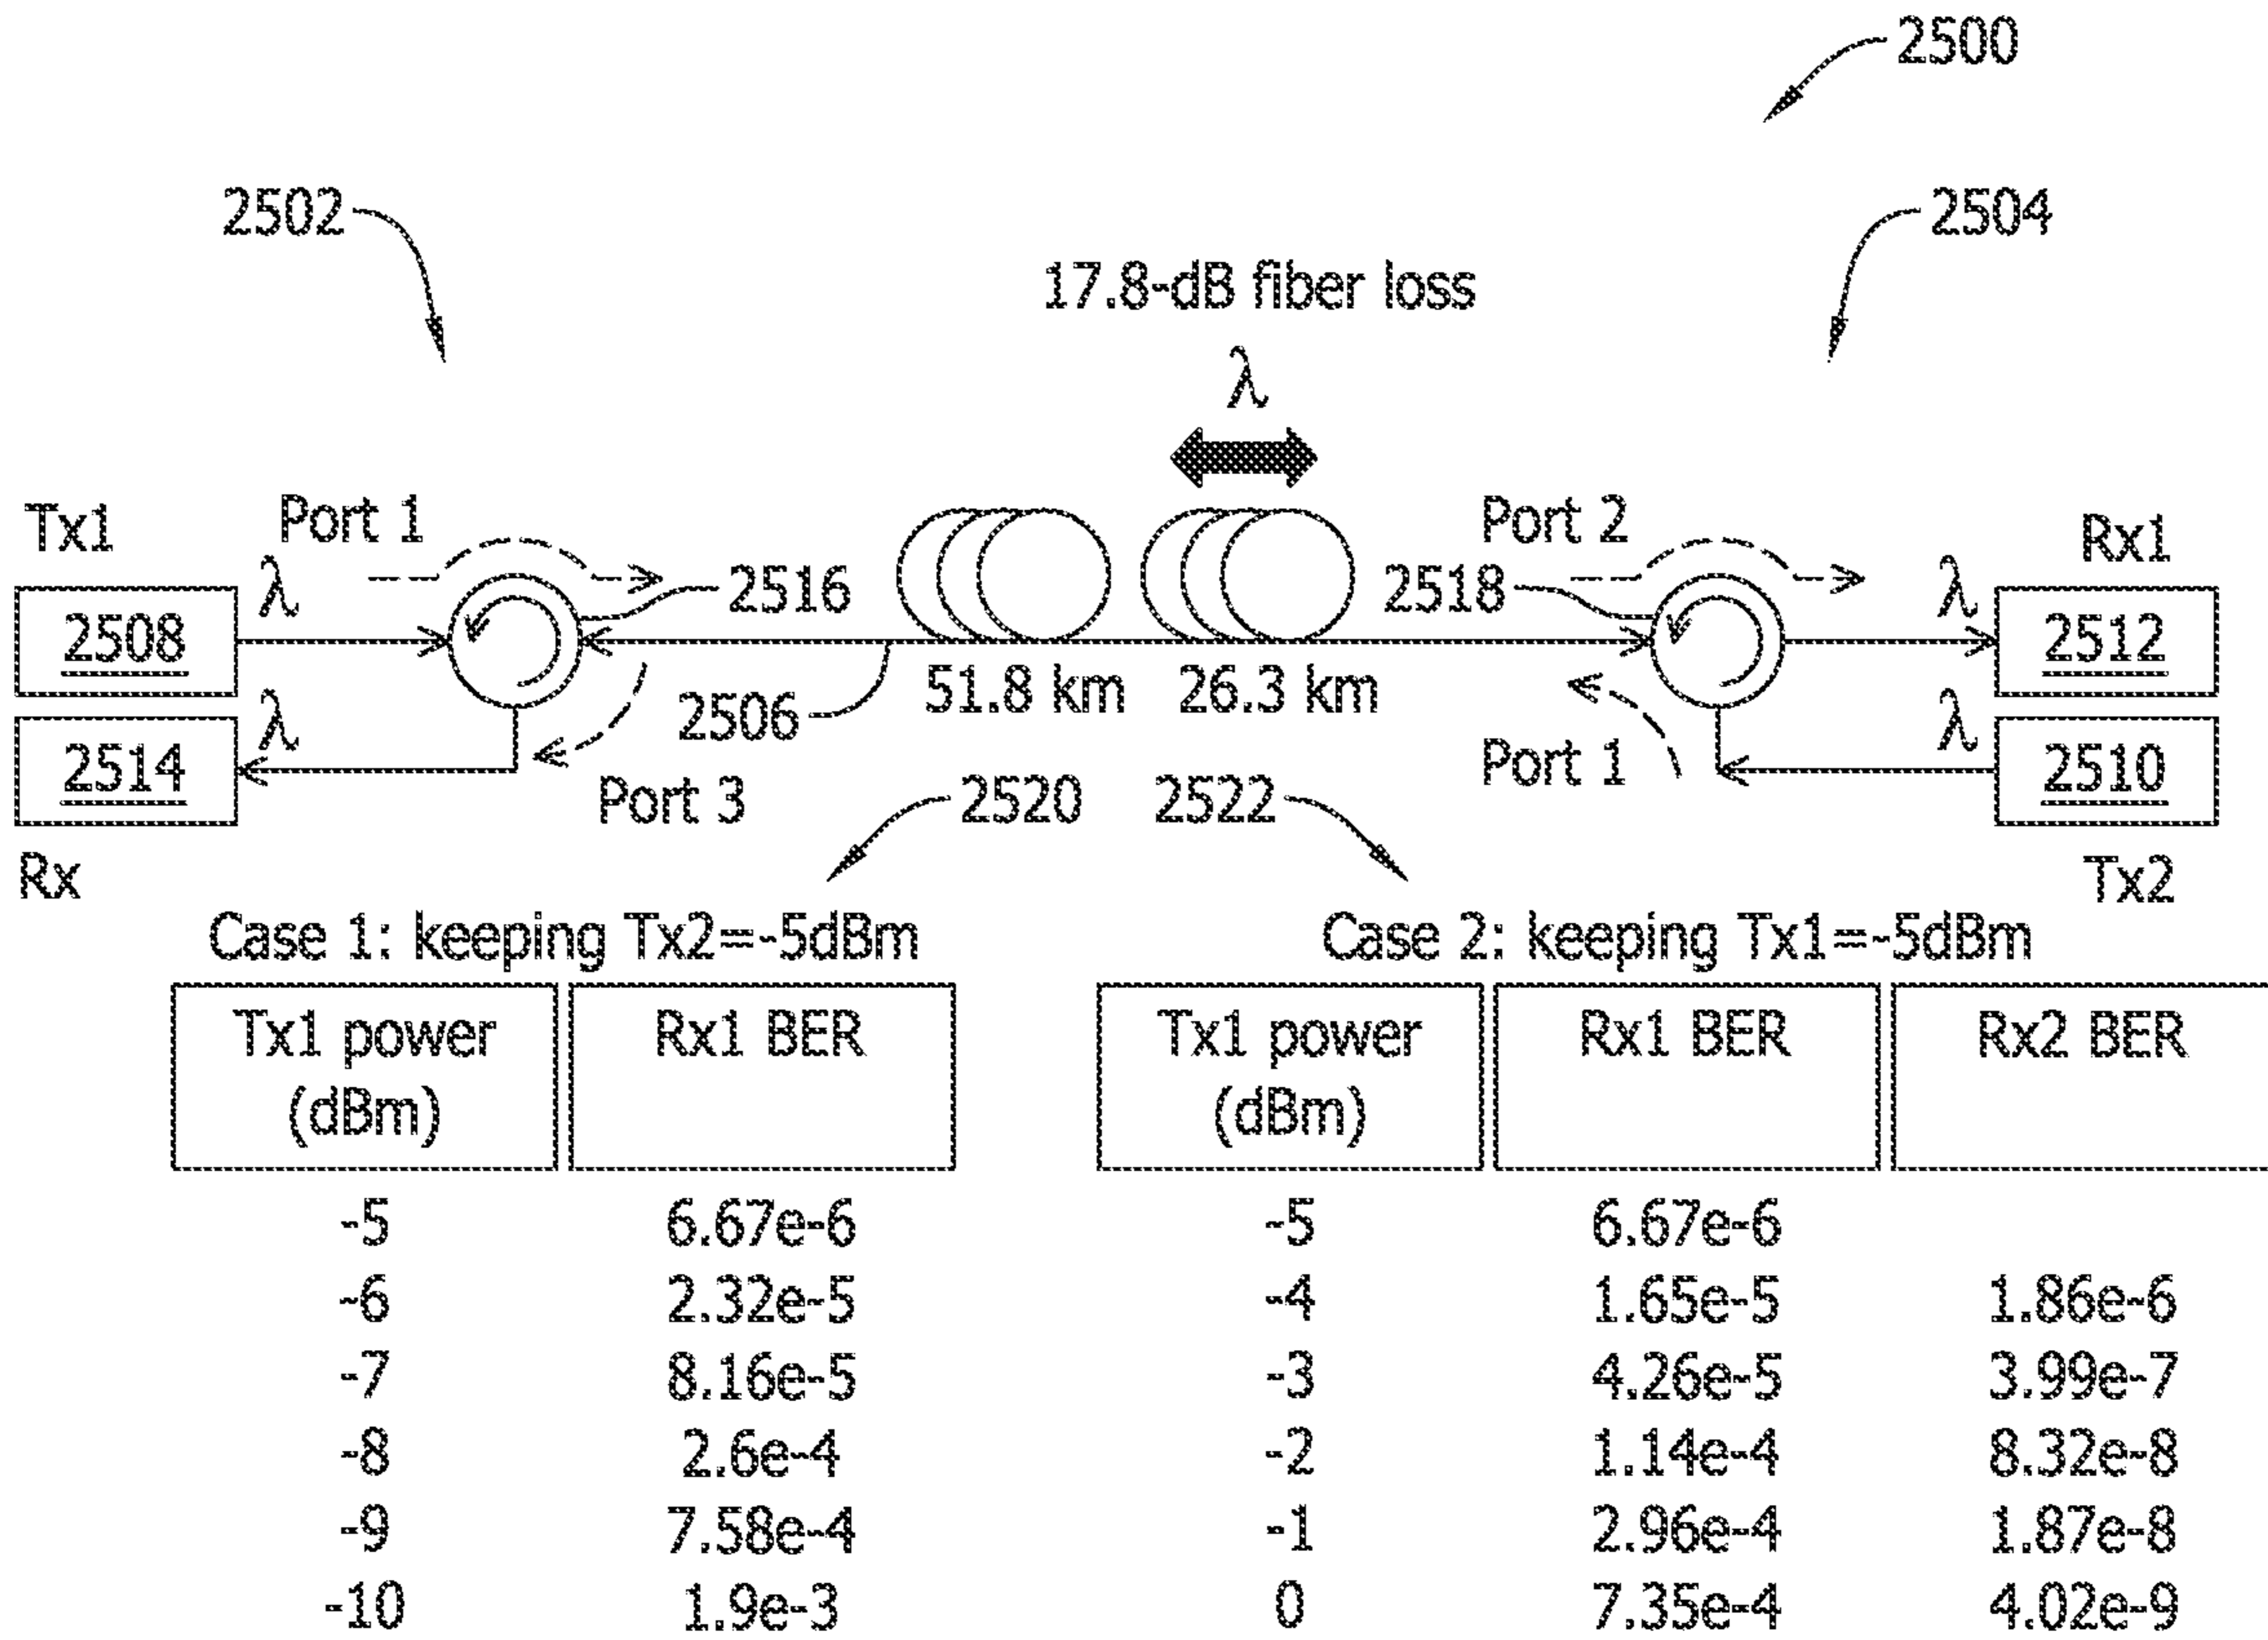 2500
2502
2504
17.8-dB fiber loss
λ
Tx1
Port 1
Port 2
Rx1
λ
2516
2518
λ
2508
2512
51.8 km
26.3 km
2506
λ
λ
2514
Port 3
Port 1
2510
2520
2522
Rx
Tx2
Case 1: keeping Tx2=-5dBm
Tx1 power (dBm) Rx1 BER
-5 6.67e-6
-6 2.32e-5
-7 8.16e-5
-8 2.6e-4
-9 7.58e-4
-10 1.9e-3
Case 2: keeping Tx1=-5dBm
Tx1 power (dBm) Rx1 BER Rx2 BER
-5 6.67e-6
-4 1.65e-5 1.86e-6
-3 4.26e-5 3.99e-7
-2 1.14e-4 8.32e-8
-1 2.96e-4 1.87e-8
0 7.35e-4 4.02e-9